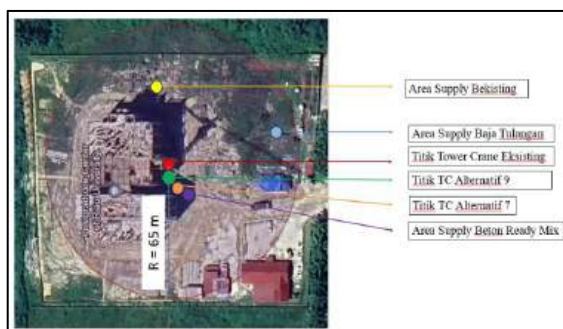 Area Supply Bekisting
Area Supply Baja Tulangan
Titik Tower Crane Eksisting
Titik TC Alternatif 9
Titik TC Alternatif 7
Area Supply Beton Ready Mix
R = 65 m